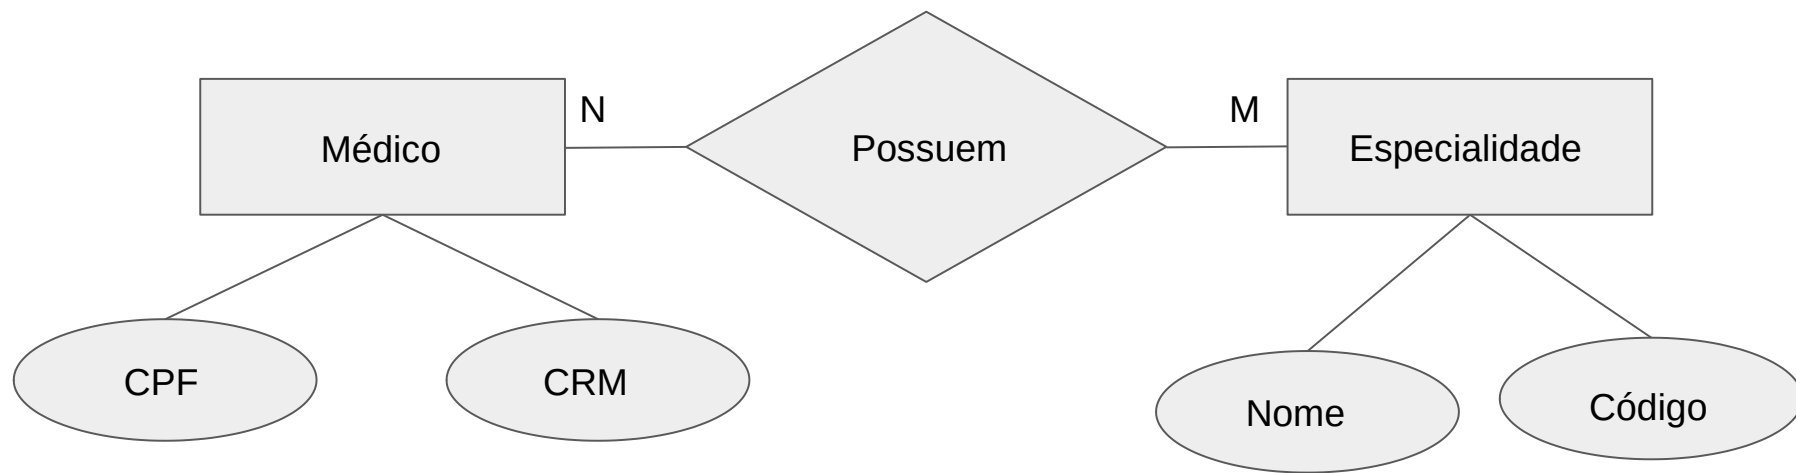 N
M
Médico
Possuem
Especialidade
CPF
CRM
Nome
Código